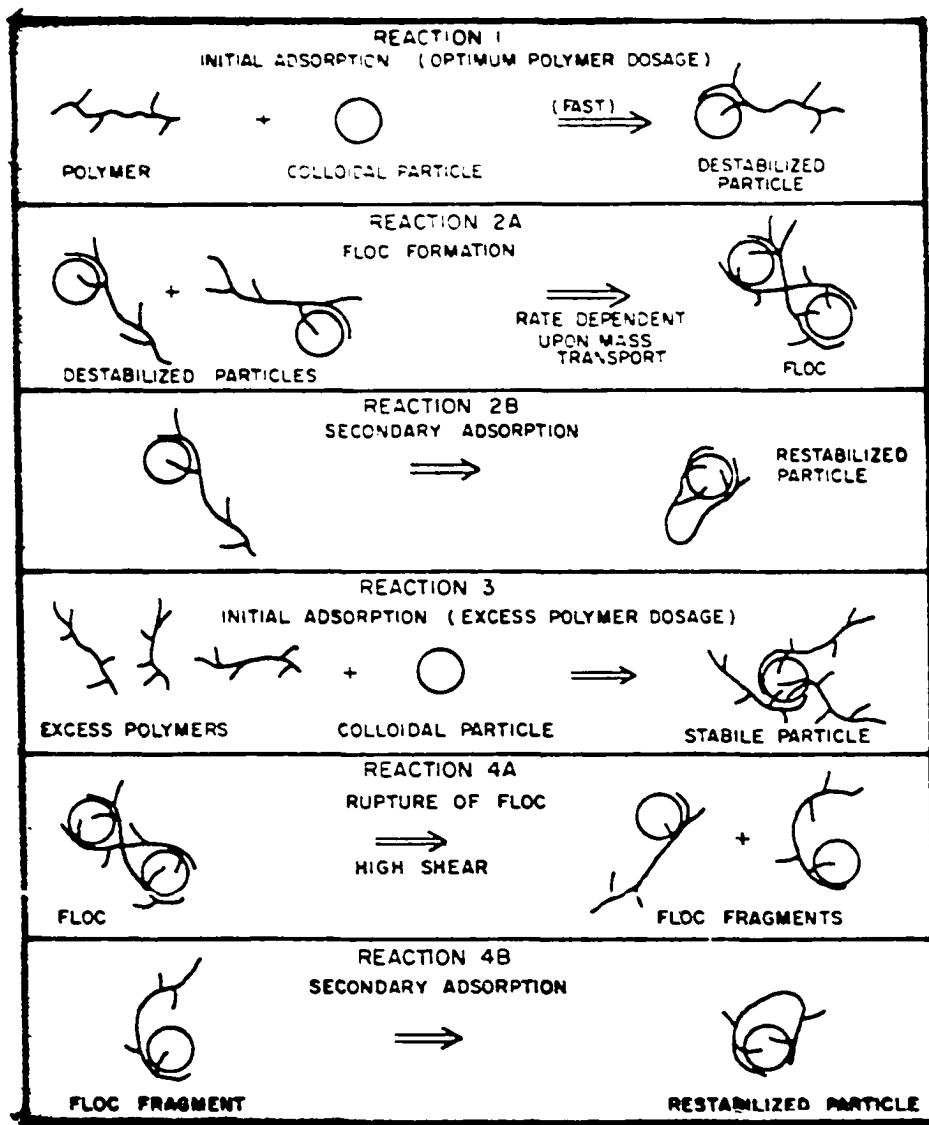 REACTION 1
INITIAL ADSORPTION (OPTIMUM POLYMER DOSAGE)
+
(FAST)
POLYMER
COLLOIDAL PARTICLE
DESTABILIZED
PARTICLE
REACTION 2A
FLOC FORMATION
+
RATE DEPENDENT
UPON MASS
TRANSPORT
DESTABILIZED PARTICLES
FLOC
REACTION 2B
SECONDARY ADSORPTION
RESTABILIZED
PARTICLE
REACTION 3
INITIAL ADSORPTION (EXCESS POLYMER DOSAGE)
+
EXCESS POLYMERS
COLLOIDAL PARTICLE
STABILE PARTICLE
REACTION 4A
RUPTURE OF FLOC
+
HIGH SHEAR
FLOC
FLOC FRAGMENTS
REACTION 4B
SECONDARY ADSORPTION
FLOC FRAGMENT
RESTABILIZED PARTICLE